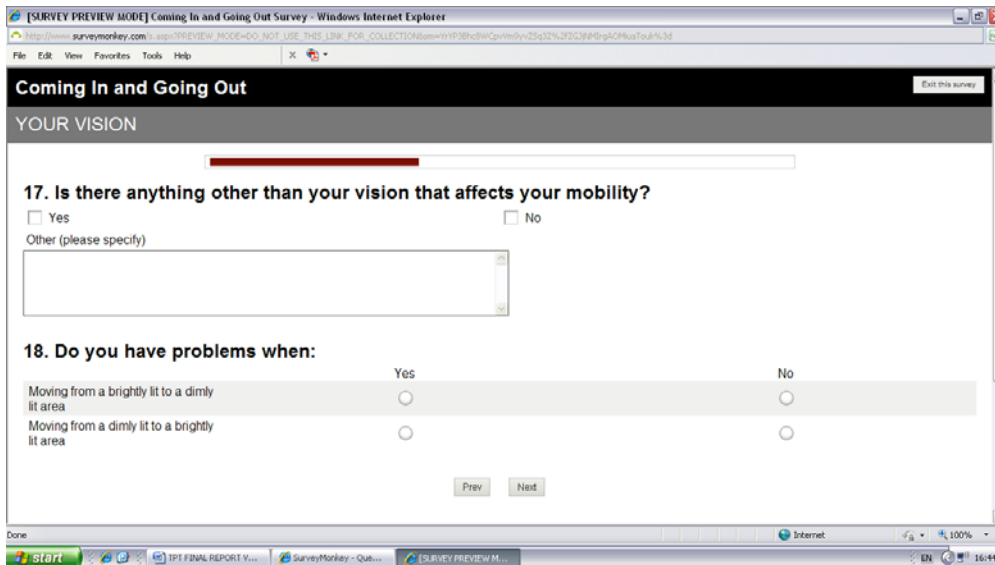 [SURVEY PREVIEW MODE] Coming In and Going Out Survey - Windows Internet Explorer
File Edit View Favorites Tools Help
Coming In and Going Out
Exit this survey
YOUR VISION
17. Is there anything other than your vision that affects your mobility?
Yes No
Other (please specify)
18. Do you have problems when:
Yes No
Moving from a brightly lit to a dimly
lit area
Moving from a dimly lit to a brightly
lit area
Prev Next
Done Internet 100%
start TPT FINAL REPORT V... SurveyMonkey - Que... [SURVEY PREVIEW M... EN 16:44